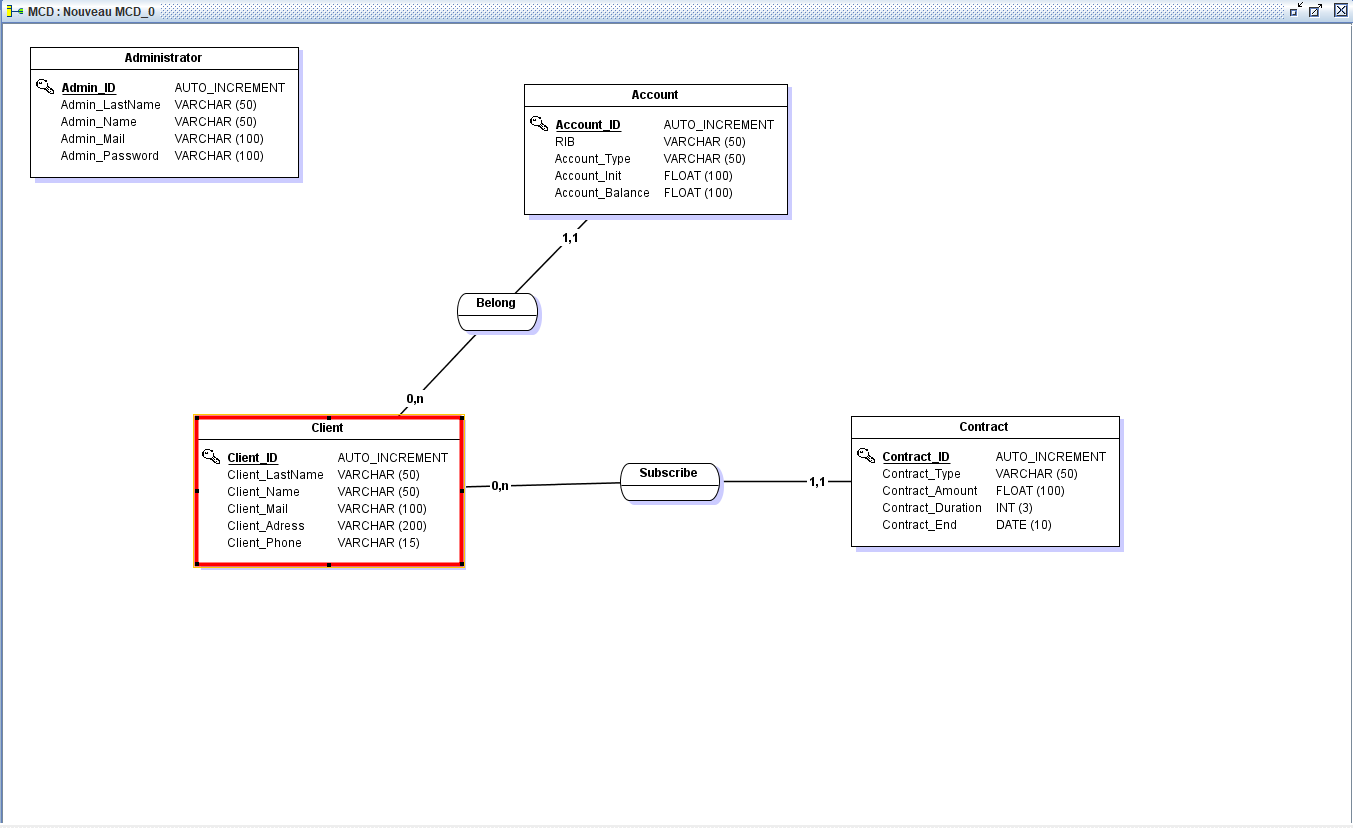 MCD : Nouveau MCD_0
Administrator
Admin_ID AUTO_INCREMENT
Admin_LastName VARCHAR (50)
Admin_Name VARCHAR (50)
Admin_Mail VARCHAR (100)
Admin_Password VARCHAR (100)
Account
Account_ID AUTO_INCREMENT
RIB VARCHAR (50)
Account_Type VARCHAR (50)
Account_Init FLOAT (100)
Account_Balance FLOAT (100)
1,1
Belong
0,n
Client
Client_ID AUTO_INCREMENT
Client_LastName VARCHAR (50)
Client_Name VARCHAR (50)
Client_Mail VARCHAR (100)
Client_Adress VARCHAR (200)
Client_Phone VARCHAR (15)
0,n
Subscribe
1,1
Contract
Contract_ID AUTO_INCREMENT
Contract_Type VARCHAR (50)
Contract_Amount FLOAT (100)
Contract_Duration INT (3)
Contract_End DATE (10)